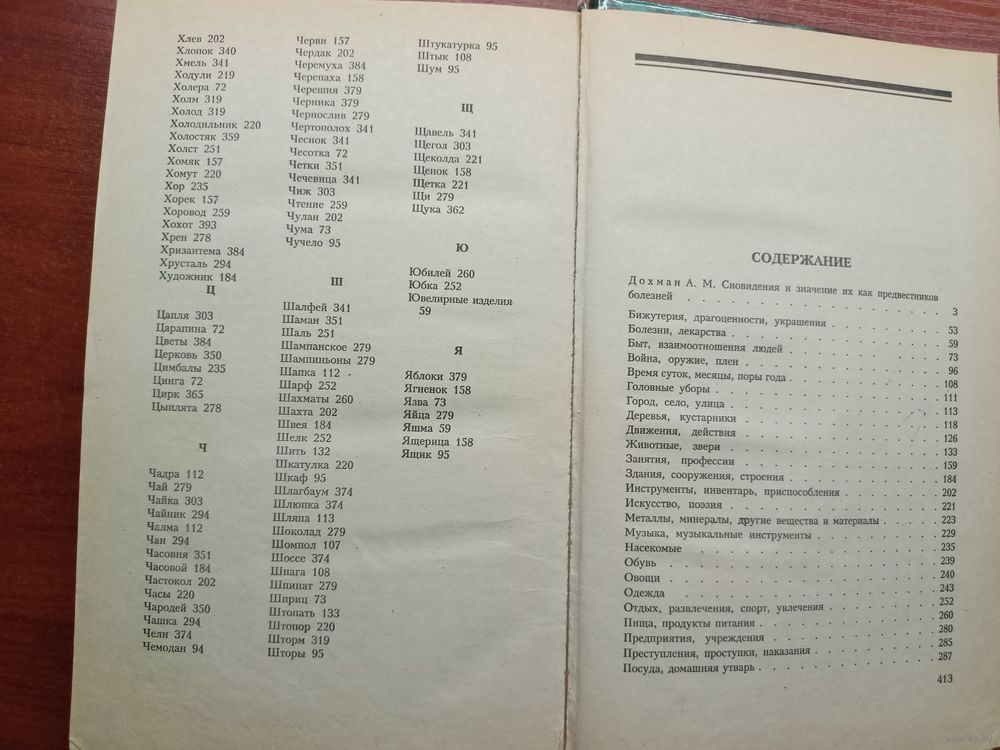 Хлев 202
Хлопок 340
Хмель 341
Ходули 219
Холера 72
Холм 319
Холод 319
Холодильник 220
Холостяк 359
Холст 251
Хомяк 157
Хомут 220
Хор 235
Хорек 157
Хоровод 259
Хохот 393
Хрен 278
Хризантема 384
Хрусталь 294
Художник 184
Ц
Цапля 303
Царапина 72
Цветы 384
Церковь 350
Цимбалы 235
Цинга 72
Цирк 365
Цыплята 278
Ч
Чадра 112
Чай 279
Чайка 303
Чайник 294
Чалма 112
Чан 294
Часовня 351
Часовой 184
Частокол 202
Часы 220
Чародей 350
Чашка 294
Челн 374
Чемодан 94
Черви 157
Чердак 202
Черемуха 384
Черепаха 158
Черешня 379
Черника 379
Чернослив 279
Чертополох 341
Чеснок 341
Чесотка 72
Четки 351
Чечевица 341
Чиж 303
Чтение 259
Чулан 202
Чума 73
Чучело 95
Ш
Шалфей 341
Шаман 351
Шаль 251
Шампанское 279
Шампиньоны 279
Шапка 112
Шарф 252
Шахматы 260
Шахта 202
Швея 184
Шелк 252
Шить 132
Шкатулка 220
Шкаф 95
Шлагбаум 374
Шлюпка 374
Шляпа 113
Шоколад 279
Шомпол 107
Шоссе 374
Шпага 108
Шпинат 279
Шприц 73
Штопать 133
Штопор 220
Шторм 319
Шторы 95
Штукатурка 95
Штык 108
Шум 95
Щ
Щавель 341
Щегол 303
Щеколда 221
Щенок 158
Щетка 221
Щи 279
Щука 362
Ю
Юбилей 260
Юбка 252
Ювелирные изделия
59
Я
Яблоки 379
Ягненок 158
Язва 73
Яйца 279
Яшма 59
Ящерица 158
Ящик 95
СОДЕРЖАНИЕ
Дохман А. М. Сновидения и значение их как предвестников
болезней . . . . . . . . . . . . 3
Бижутерия, драгоценности, украшения . . . . . . . 53
Болезни, лекарства . . . . . . . . . . . 59
Быт, взаимоотношения людей . . . . . . . . 73
Война, оружие, плен . . . . . . . . . . 96
Время суток, месяцы, поры года . . . . . . . . 108
Головные уборы . . . . . . . . . . . 111
Город, село, улица . . . . . . . . . . 113
Деревья, кустарники . . . . . . . . . . 118
Движения, действия . . . . . . . . . . 126
Животные, звери . . . . . . . . . . . 133
Занятия, профессии . . . . . . . . . . 159
Здания, сооружения, строения . . . . . . . . 184
Инструменты, инвентарь, приспособления . . . . . . 202
Искусство, поэзия . . . . . . . . . . . 221
Металлы, минералы, другие вещества и материалы . . . . 223
Музыка, музыкальные инструменты . . . . . . . 229
Насекомые . . . . . . . . . . . . 235
Обувь . . . . . . . . . . . . . 239
Овощи . . . . . . . . . . . . . 240
Одежда . . . . . . . . . . . . . 243
Отдых, развлечения, спорт, увлечения . . . . . . . 252
Пища, продукты питания . . . . . . . . . 260
Предприятия, учреждения . . . . . . . . . 280
Преступления, проступки, наказания . . . . . . . 285
Посуда, домашняя утварь . . . . . . . . . 287
413
www.ay.by